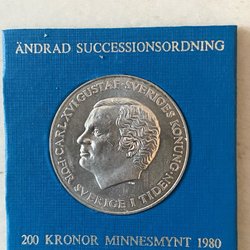 ÄNDRAD SUCCESSIONSORDNING
CARL·XVI·GUSTAF·SVERIGES KONUNG·
FÖR·SVERIGE I TIDEN·
200 KRONOR MINNESMYNT 1980